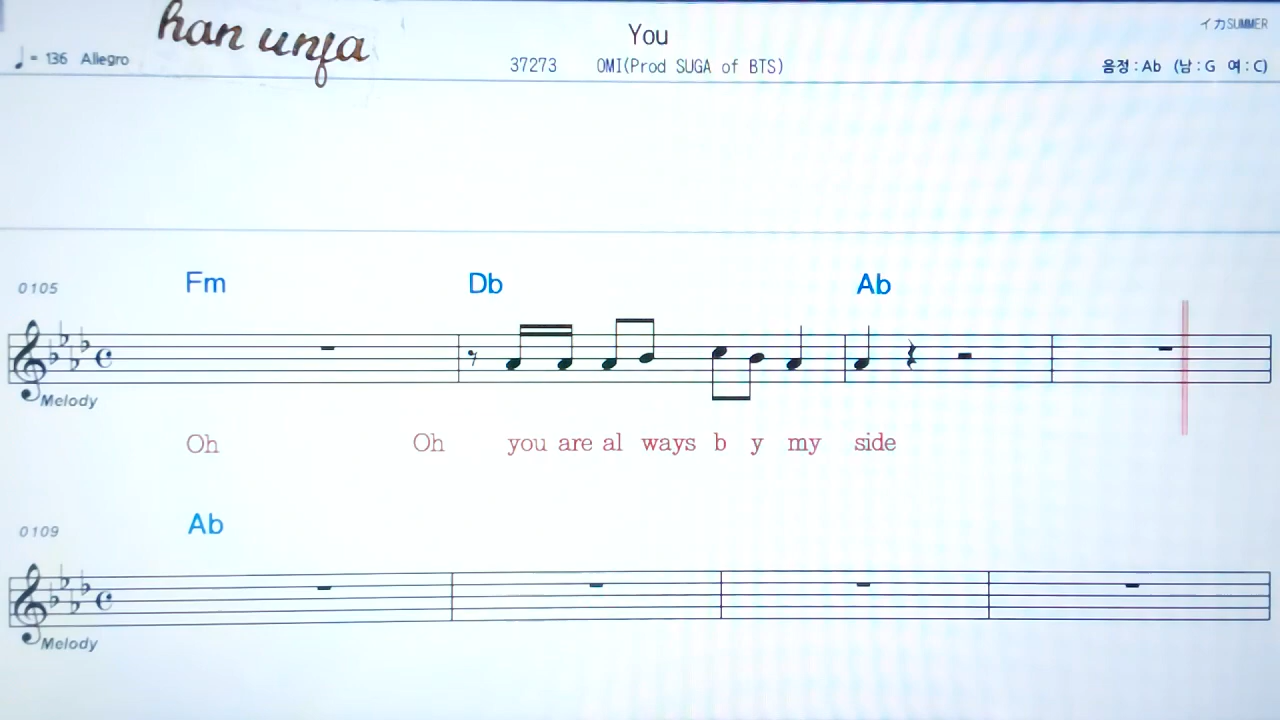 han unfa
You
イカSUMMER
♩= 136 Allegro
37273 OMI(Prod SUGA of BTS)
음정:Ab (남:G 여:C)
0105 Fm Db Ab
Melody
Oh Oh you are al ways b y my side
0109 Ab
Melody